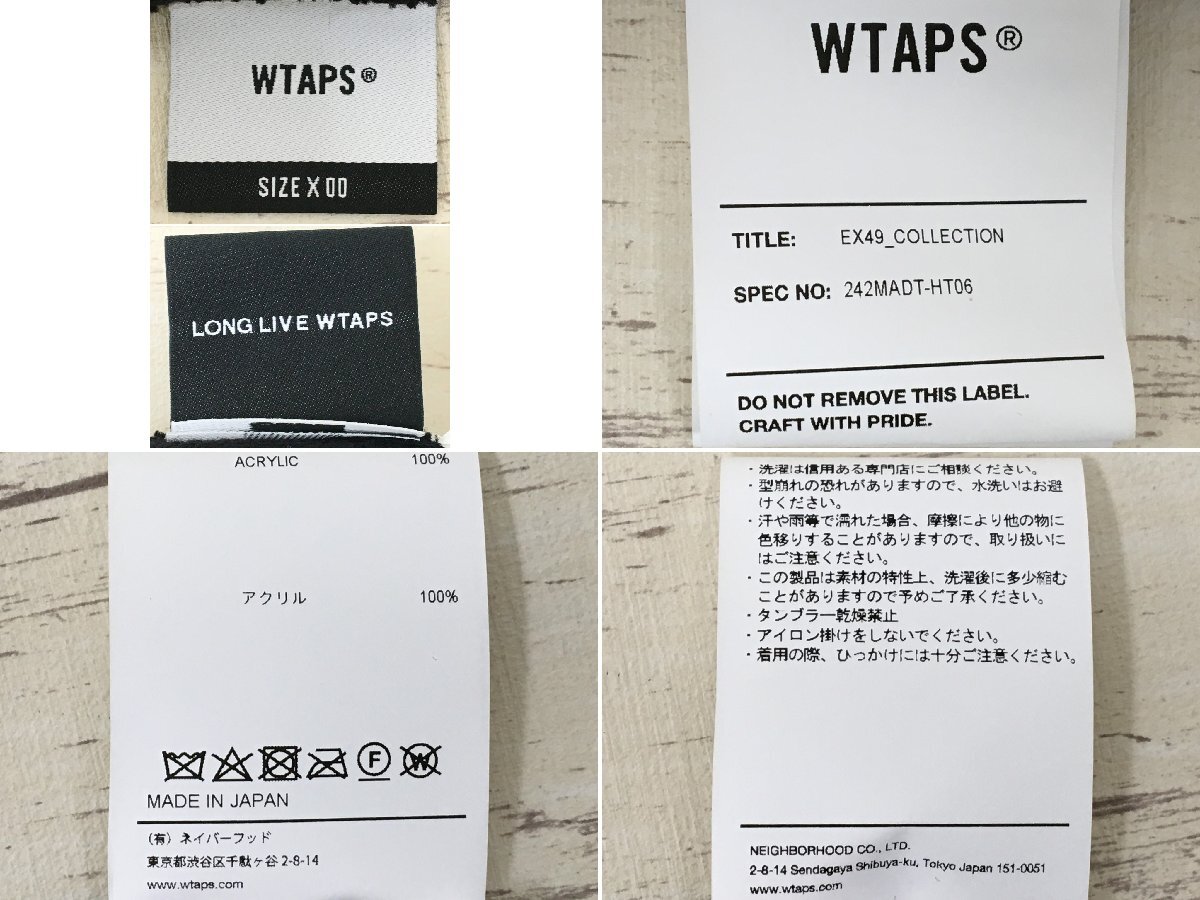 WTAPS®
SIZE X 00
LONG LIVE WTAPS
WTAPS®
TITLE: EX49_COLLECTION
SPEC NO: 242MADT-HT06
DO NOT REMOVE THIS LABEL.
CRAFT WITH PRIDE.
ACRYLIC 100%
アクリル 100%
F
W
MADE IN JAPAN
(有) ネイバーフッド
東京都渋谷区千駄ヶ谷 2-8-14
www.wtaps.com
・洗濯は信用ある専門店にご相談ください。
・型崩れの恐れがありますので、水洗いはお避
けください。
・汗や雨等で濡れた場合、摩擦により他の物に
色移りすることがありますので、取り扱いに
はご注意ください。
・この製品は素材の特性上、洗濯後に多少縮む
ことがありますので予めご了承ください。
・タンブラー乾燥禁止
・アイロン掛けをしないでください。
・着用の際、ひっかけには十分ご注意ください。
NEIGHBORHOOD CO., LTD.
2-8-14 Sendagaya Shibuya-ku, Tokyo Japan 151-0051
www.wtaps.com